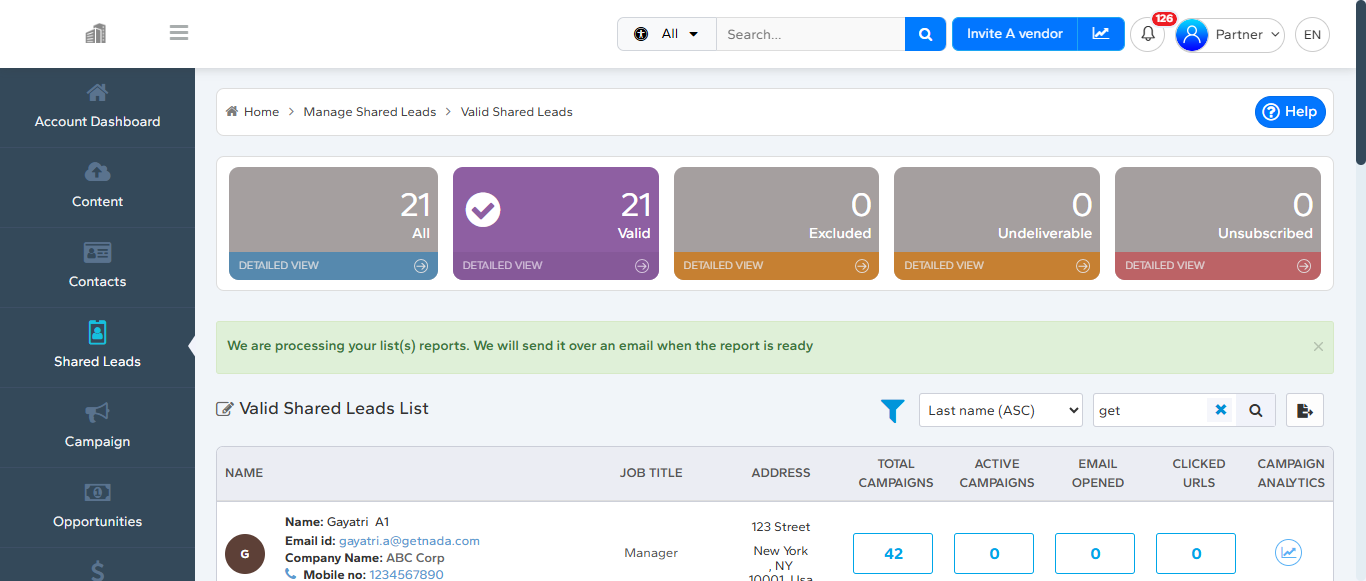 All
Search...
Invite A vendor
126
Partner
EN
Account Dashboard
Content
Contacts
Shared Leads
Campaign
Opportunities
Home > Manage Shared Leads > Valid Shared Leads
Help
21
All
DETAILED VIEW
21
Valid
DETAILED VIEW
0
Excluded
DETAILED VIEW
0
Undeliverable
DETAILED VIEW
0
Unsubscribed
DETAILED VIEW
We are processing your list(s) reports. We will send it over an email when the report is ready
×
Valid Shared Leads List
Last name (ASC)
get
NAME
JOB TITLE
ADDRESS
TOTAL CAMPAIGNS
ACTIVE CAMPAIGNS
EMAIL OPENED
CLICKED URLS
CAMPAIGN ANALYTICS
G
Name: Gayatri A1
Email id: gayatri.a@getnada.com
Company Name: ABC Corp
Mobile no: 1234567890
Manager
123 Street
New York
, NY
10001, Usa
42
0
0
0